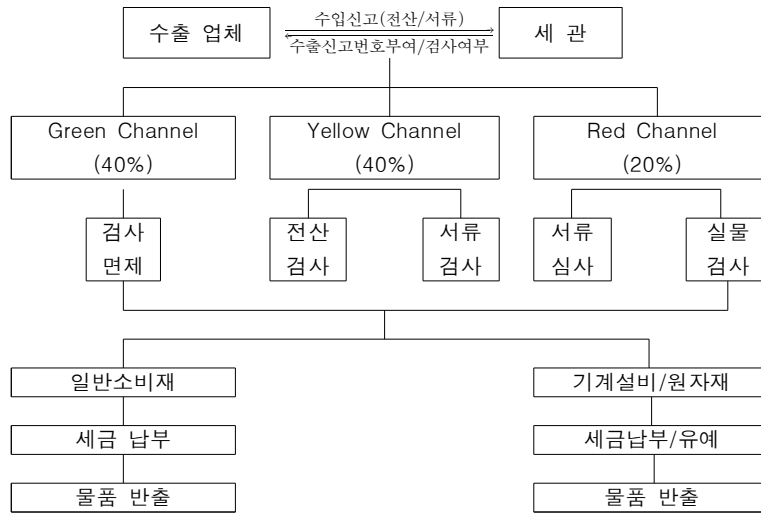 수출 업체
수입신고(전산/서류)
수출신고번호부여/검사여부
세 관
Green Channel
(40%)
Yellow Channel
(40%)
Red Channel
(20%)
검사
면제
전산
검사
서류
검사
서류
심사
실물
검사
일반소비재
기계설비/원자재
세금 납부
세금납부/유예
물품 반출
물품 반출